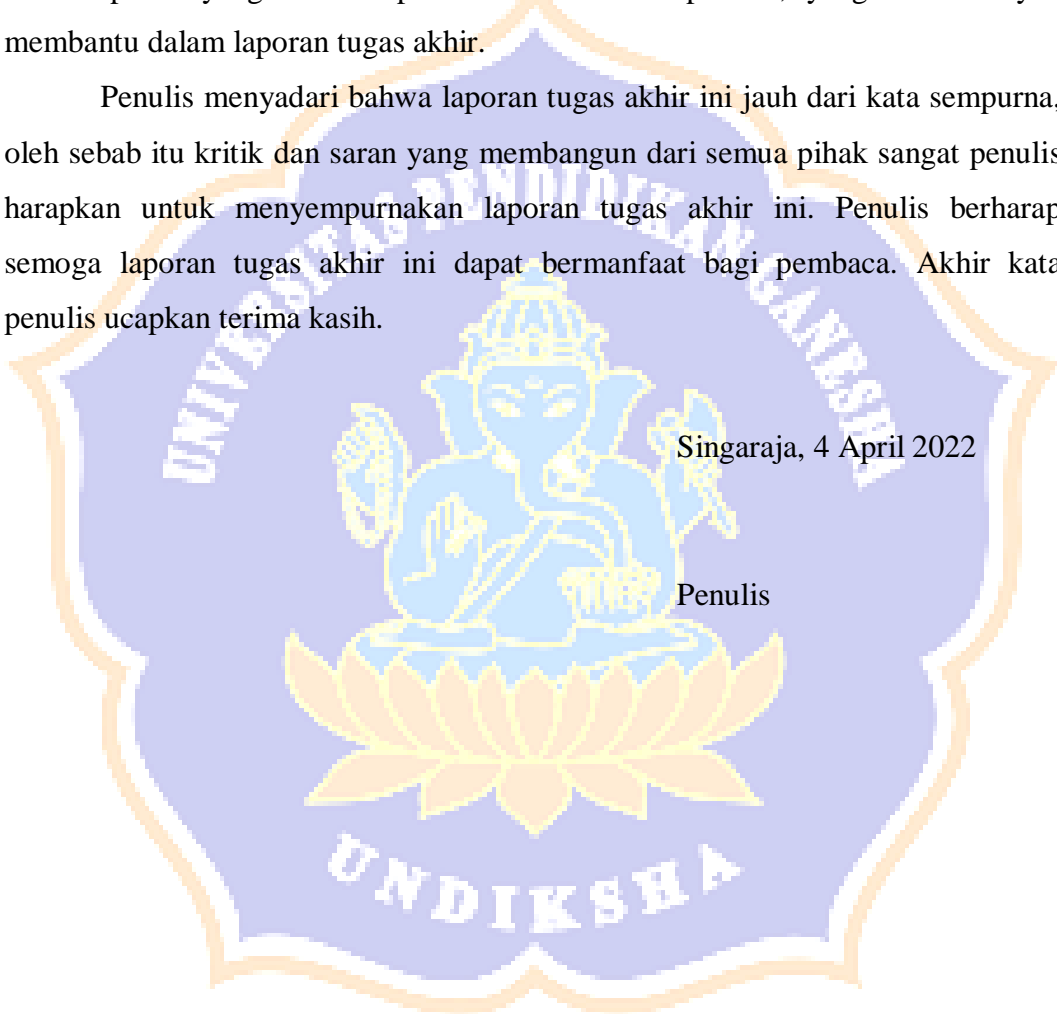 membantu dalam laporan tugas akhir.
Penulis menyadari bahwa laporan tugas akhir ini jauh dari kata sempurna,
oleh sebab itu kritik dan saran yang membangun dari semua pihak sangat penulis
harapkan untuk menyempurnakan laporan tugas akhir ini. Penulis berharap
semoga laporan tugas akhir ini dapat bermanfaat bagi pembaca. Akhir kata
penulis ucapkan terima kasih.
UNIVERSITAS PENDIDIKAN GANESHA
Singaraja, 4 April 2022
Penulis
UNDIKSHA